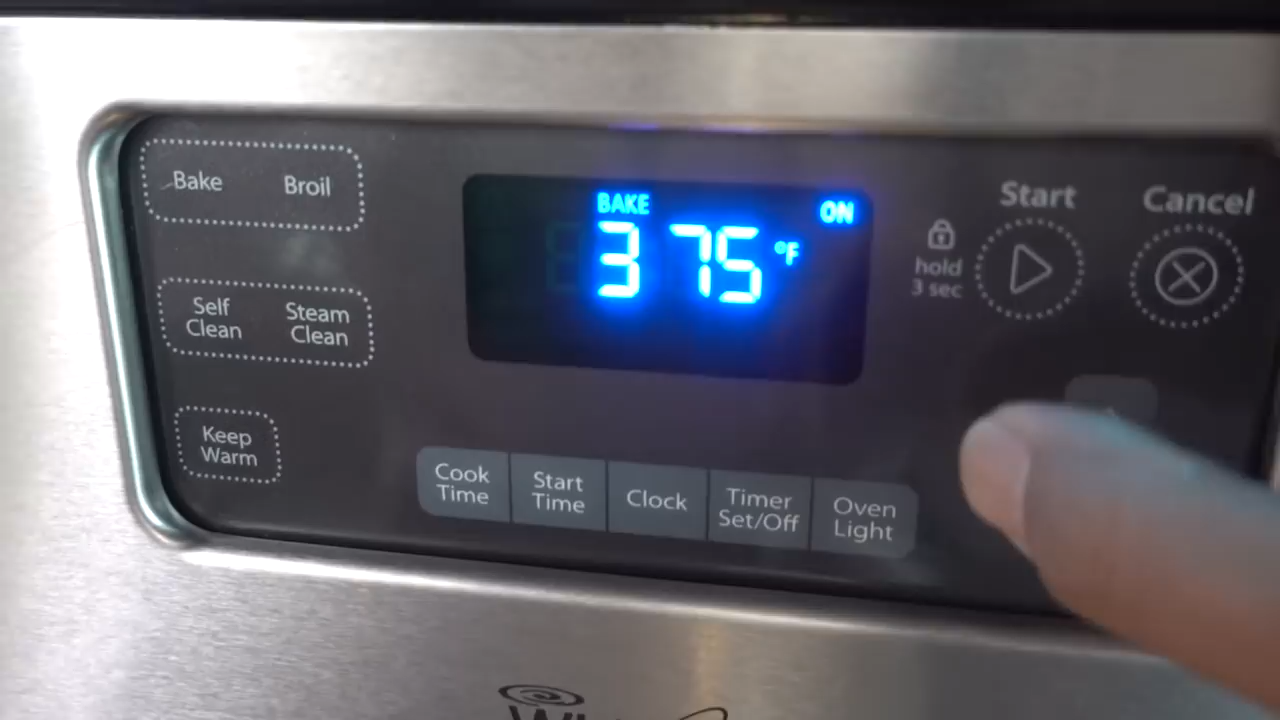 Bake Broil
Self Clean
Steam Clean
Keep Warm
BAKE ON
375 °F
hold
3 sec
Start Cancel
Cook Time
Start Time
Clock
Timer Set/Off
Oven Light